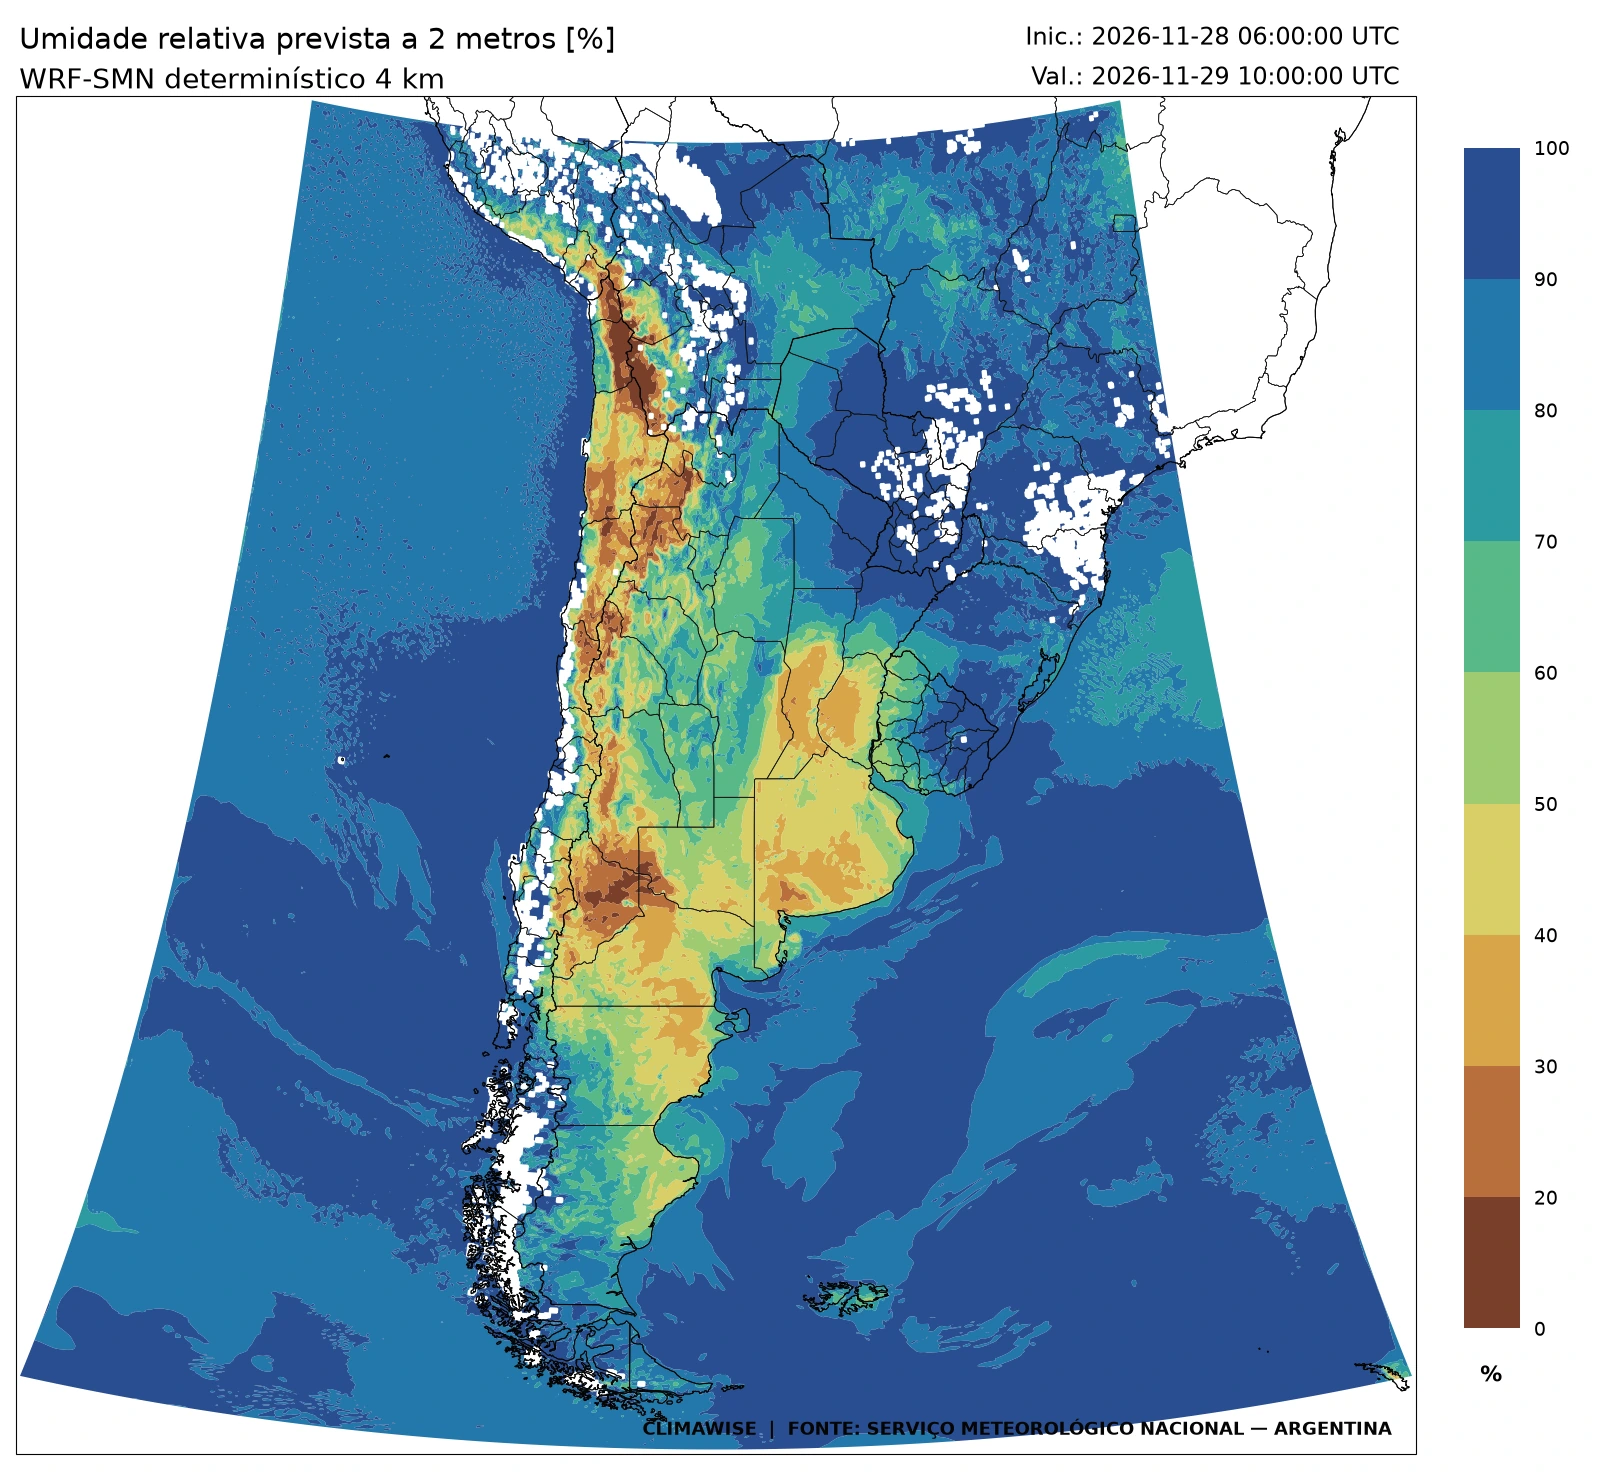 Umidade relativa prevista a 2 metros [%]
WRF-SMN determinístico 4 km
Inic.: 2026-11-28 06:00:00 UTC
Val.: 2026-11-29 10:00:00 UTC
100
90
80
70
60
50
40
30
20
0
%
CLIMAWISE | FONTE: SERVIÇO METEOROLÓGICO NACIONAL — ARGENTINA